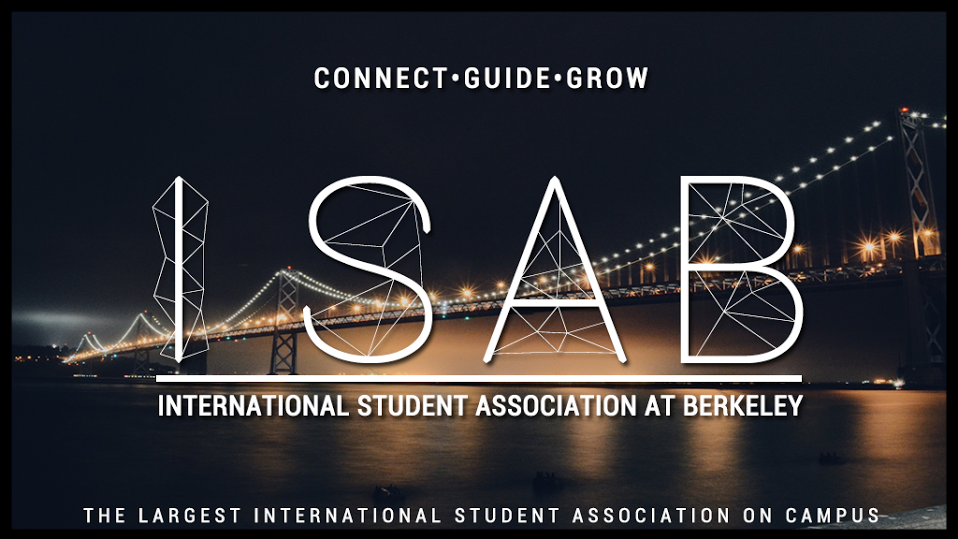 CONNECT•GUIDE•GROW
ISAB
INTERNATIONAL STUDENT ASSOCIATION AT BERKELEY
THE LARGEST INTERNATIONAL STUDENT ASSOCIATION ON CAMPUS